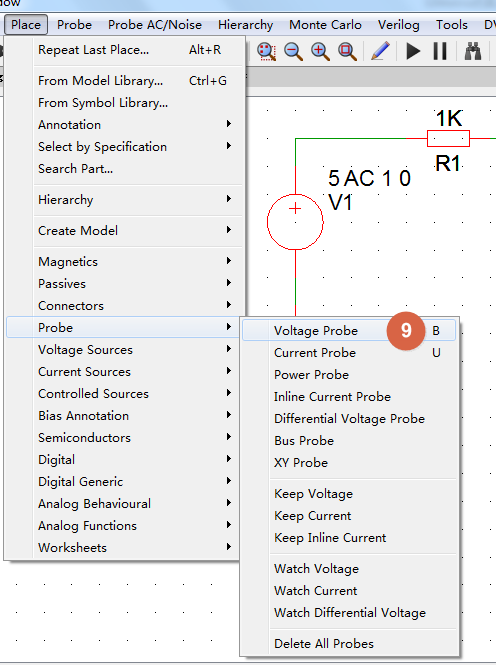 ndow
Place Probe Probe AC/Noise Hierarchy Monte Carlo Verilog Tools
Repeat Last Place... Alt+R
From Model Library... Ctrl+G
From Symbol Library...
Annotation
Select by Specification
Search Part...
Hierarchy
Create Model
Magnetics
Passives
Connectors
Probe
Voltage Sources
Current Sources
Controlled Sources
Bias Annotation
Semiconductors
Digital
Digital Generic
Analog Behavioural
Analog Functions
Worksheets
1K
R1
5 AC 1 0
V1
Voltage Probe 9 B
Current Probe U
Power Probe
Inline Current Probe
Differential Voltage Probe
Bus Probe
XY Probe
Keep Voltage
Keep Current
Keep Inline Current
Watch Voltage
Watch Current
Watch Differential Voltage
Delete All Probes